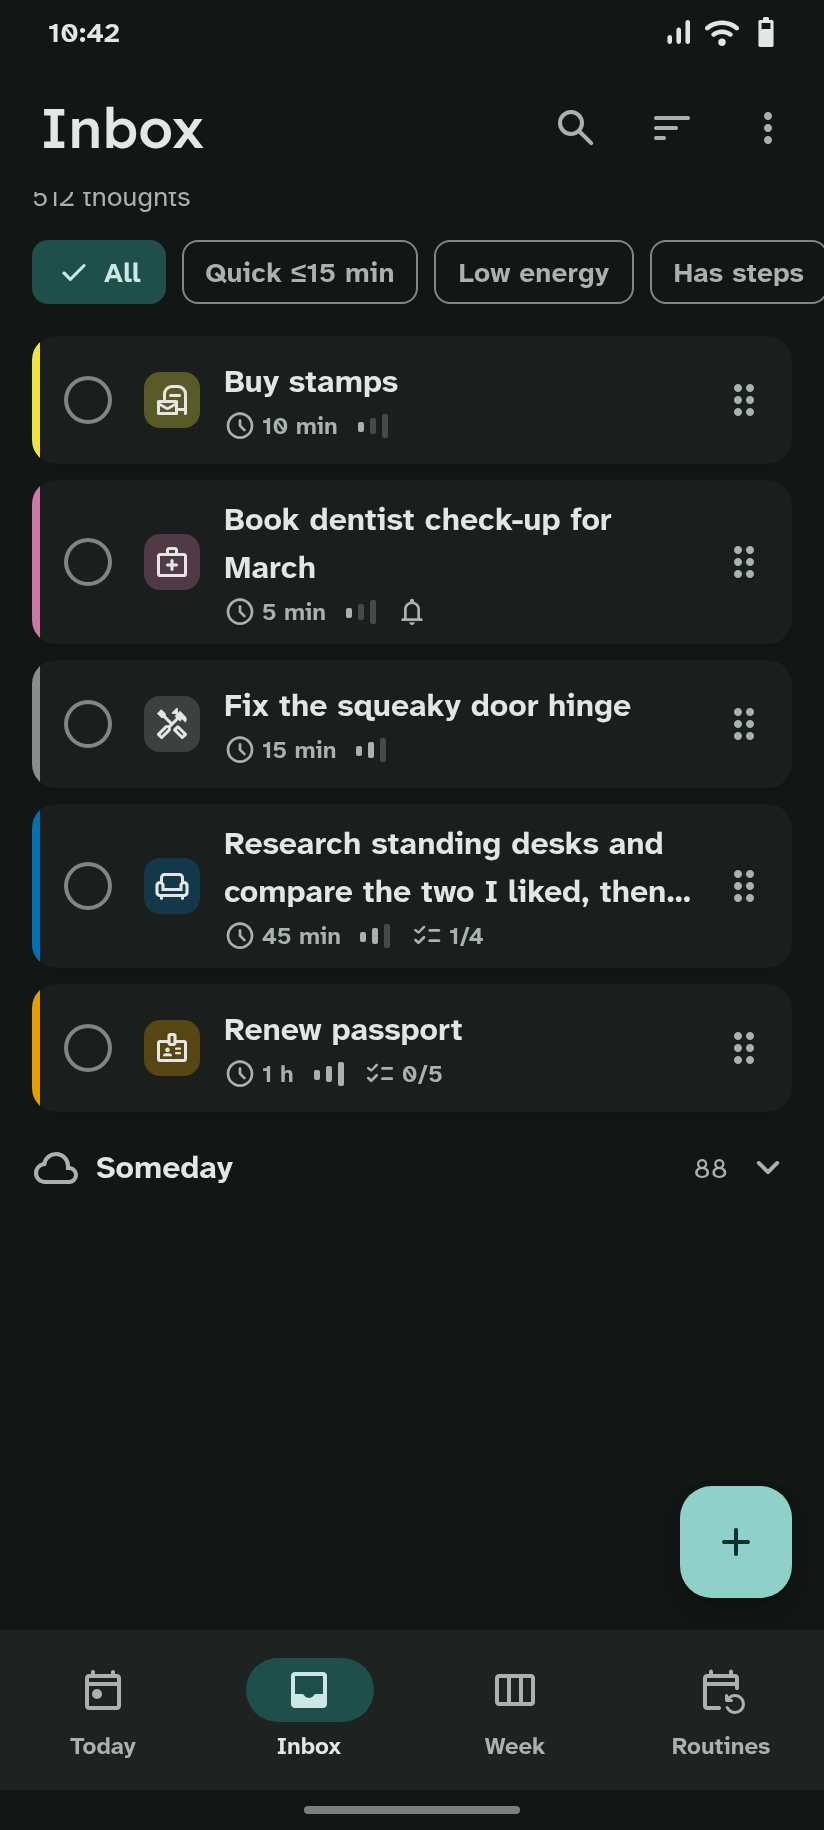 10:42
Inbox
512 thoughts
All
Quick ≤15 min
Low energy
Has steps
Buy stamps
10 min
Book dentist check-up for
March
5 min
Fix the squeaky door hinge
15 min
Research standing desks and
compare the two I liked, then...
45 min
1/4
Renew passport
1 h
0/5
Someday
88
Today
Inbox
Week
Routines